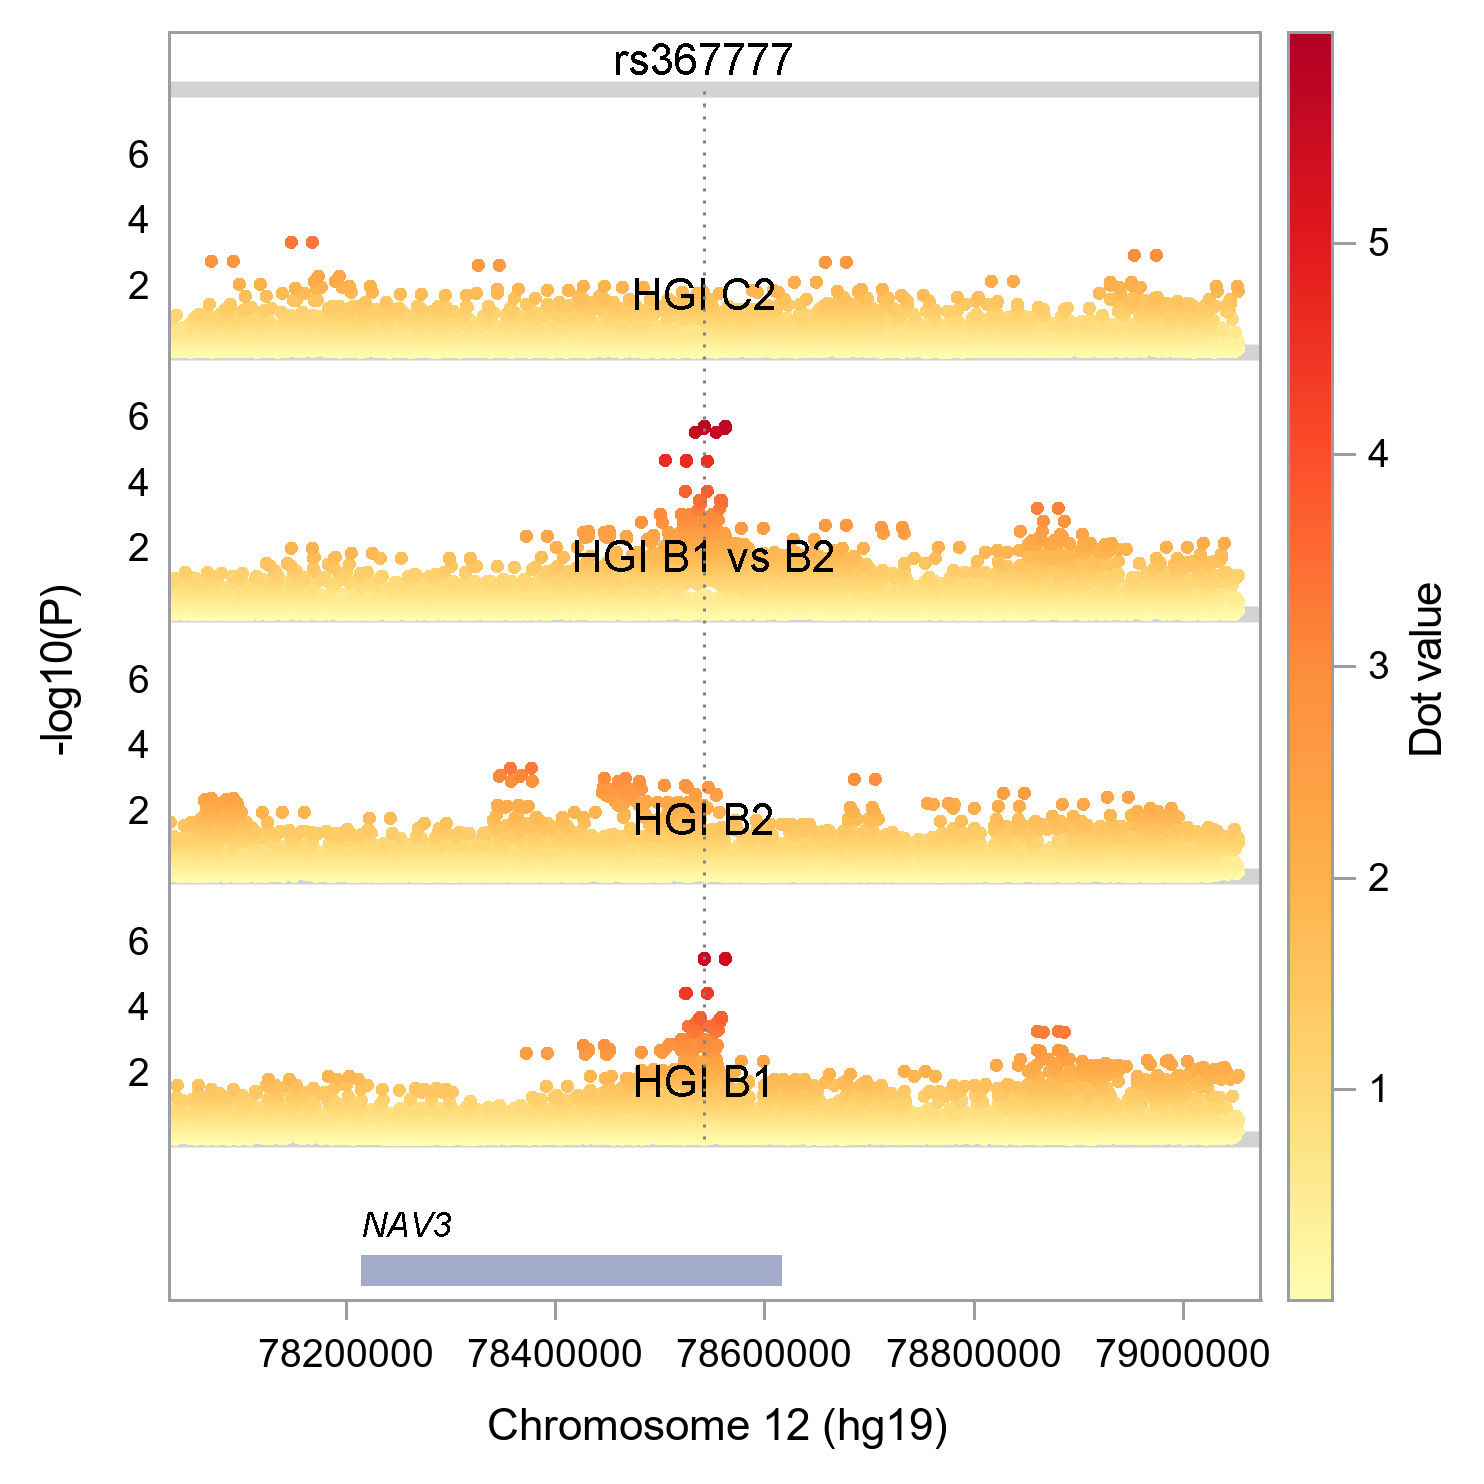 rs367777
6
4
2
HGI C2
6
4
2
HGI B1 vs B2
6
4
2
HGI B2
6
4
2
HGI B1
-log10(P)
NAV3
78200000 78400000 78600000 78800000 79000000
Chromosome 12 (hg19)
5
4
3
2
1
Dot value